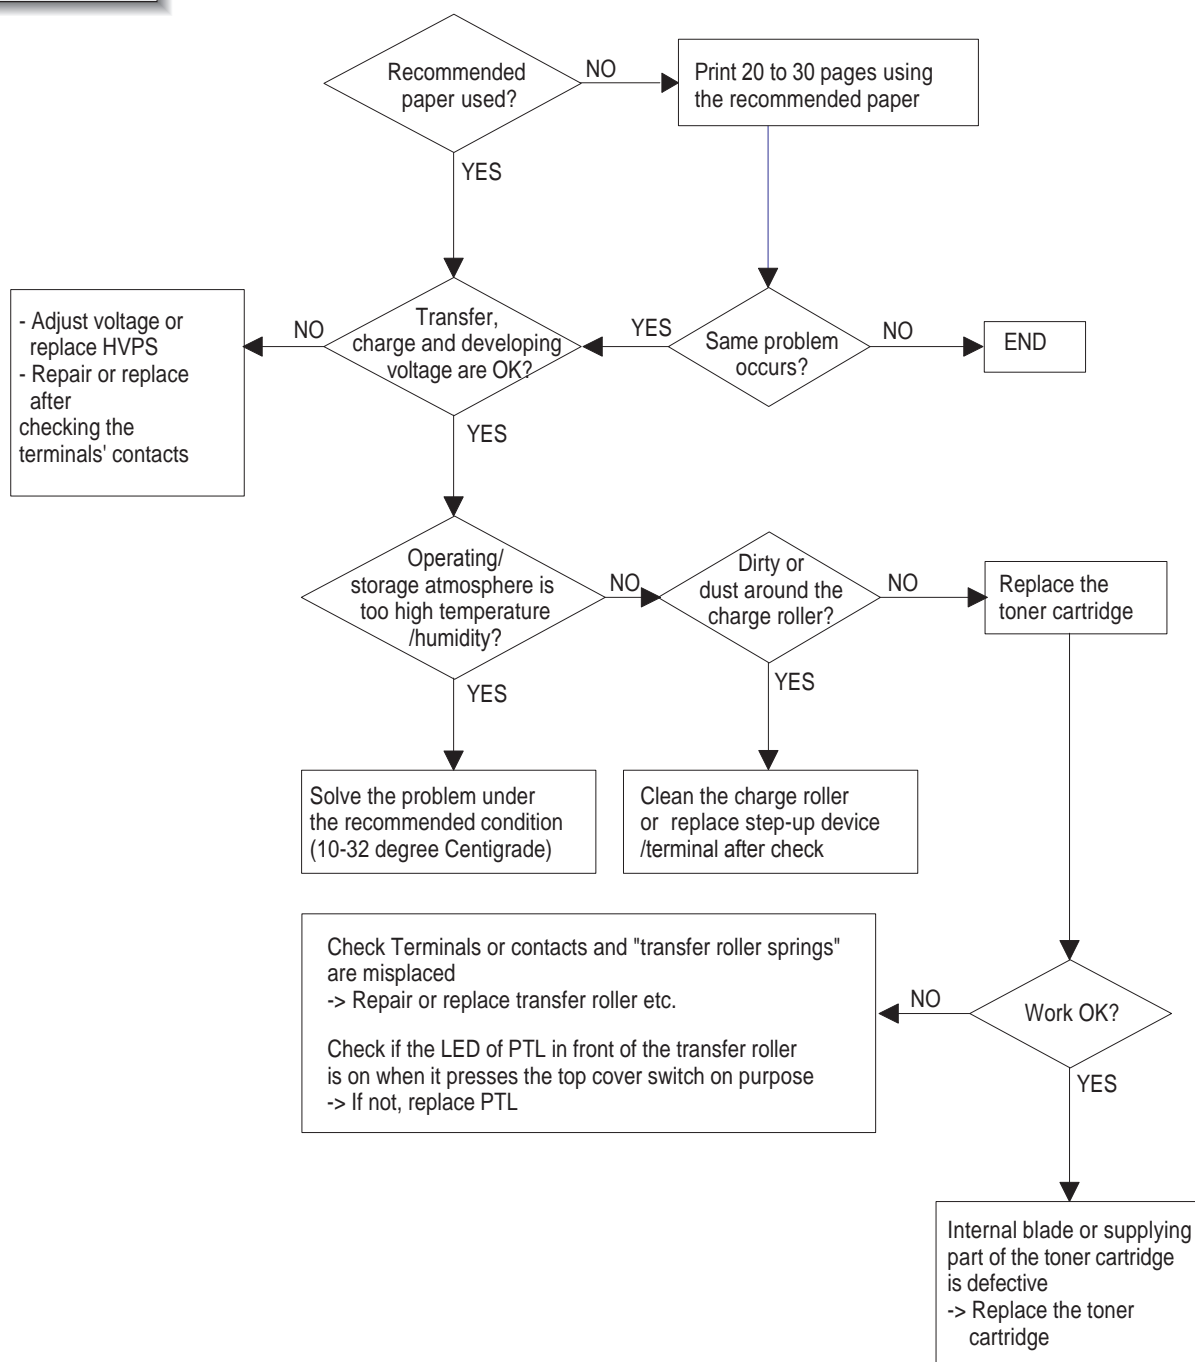 Recommended
paper used?
NO
Print 20 to 30 pages using
the recommended paper
YES
- Adjust voltage or
replace HVPS
- Repair or replace
after
checking the
terminals' contacts
NO
Transfer,
charge and developing
voltage are OK?
YES
Same problem
occurs?
NO
END
YES
Operating/
storage atmosphere is
too high temperature
/humidity?
NO
Dirty or
dust around the
charge roller?
NO
Replace the
toner cartridge
YES
YES
Solve the problem under
the recommended condition
(10-32 degree Centigrade)
Clean the charge roller
or replace step-up device
/terminal after check
Check Terminals or contacts and "transfer roller springs"
are misplaced
-> Repair or replace transfer roller etc.
Check if the LED of PTL in front of the transfer roller
is on when it presses the top cover switch on purpose
-> If not, replace PTL
NO
Work OK?
YES
Internal blade or supplying
part of the toner cartridge
is defective
-> Replace the toner
cartridge